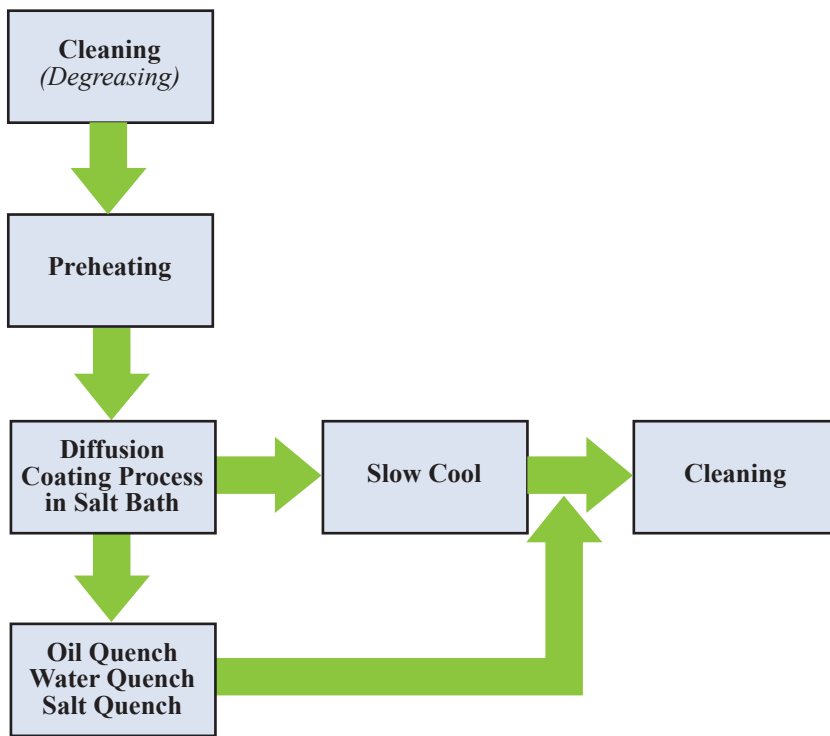 Cleaning
(Degreasing)
Preheating
Diffusion
Coating Process
in Salt Bath
Slow Cool
Cleaning
Oil Quench
Water Quench
Salt Quench